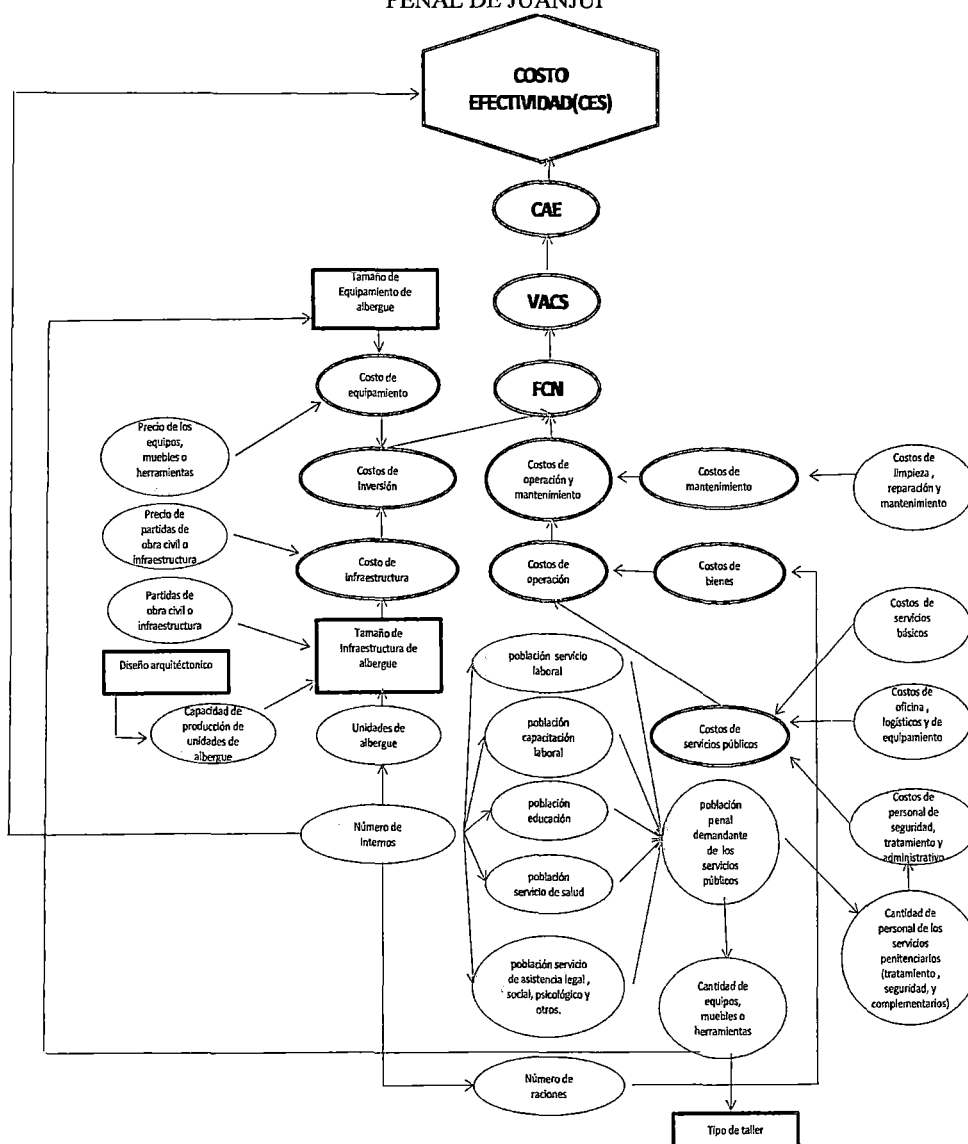 PENAL DE JUANJUI
COSTO
EFECTIVIDAD(CES)
CAE
VACS
FCN
Tamaño de
Equipamiento de
albergue
Costo de
equipamiento
Precio de los
equipos,
muebles o
herramientas
Costos de
Inversión
Costos de
operación y
mantenimiento
Costos de
mantenimiento
Costos de
limpieza ,
reparación y
mantenimiento
Precio de
partidas de
obra civil o
infraestructura
Costo de
infraestructura
Costos de
operación
Costos de
bienes
Partidas de
obra civil o
infraestructura
Tamaño de
Infraestructura de
albergue
Costos de
servicios
básicos
Diseño arquitéctonico
Capacidad de
producción de
unidades de
albergue
Unidades de
albergue
población servicio
laboral
población
capacitación
laboral
Costos de
servicios públicos
Costos de
oficina ,
logísticos y de
equipamiento
Número de
Internos
población
educación
población
penal
demandante
de los
servicios
públicos
Costos de
personal de
seguridad,
tratamiento y
administrativo
población
servicio de salud
Cantidad de
personal de los
servicios
penitenciarios
(tratamiento ,
seguridad, y
complementarios)
población servicio
de asistencia legal ,
social, psicológico y
otros.
Cantidad de
equipos,
muebles o
herramientas
Número de
raciones
Tipo de taller